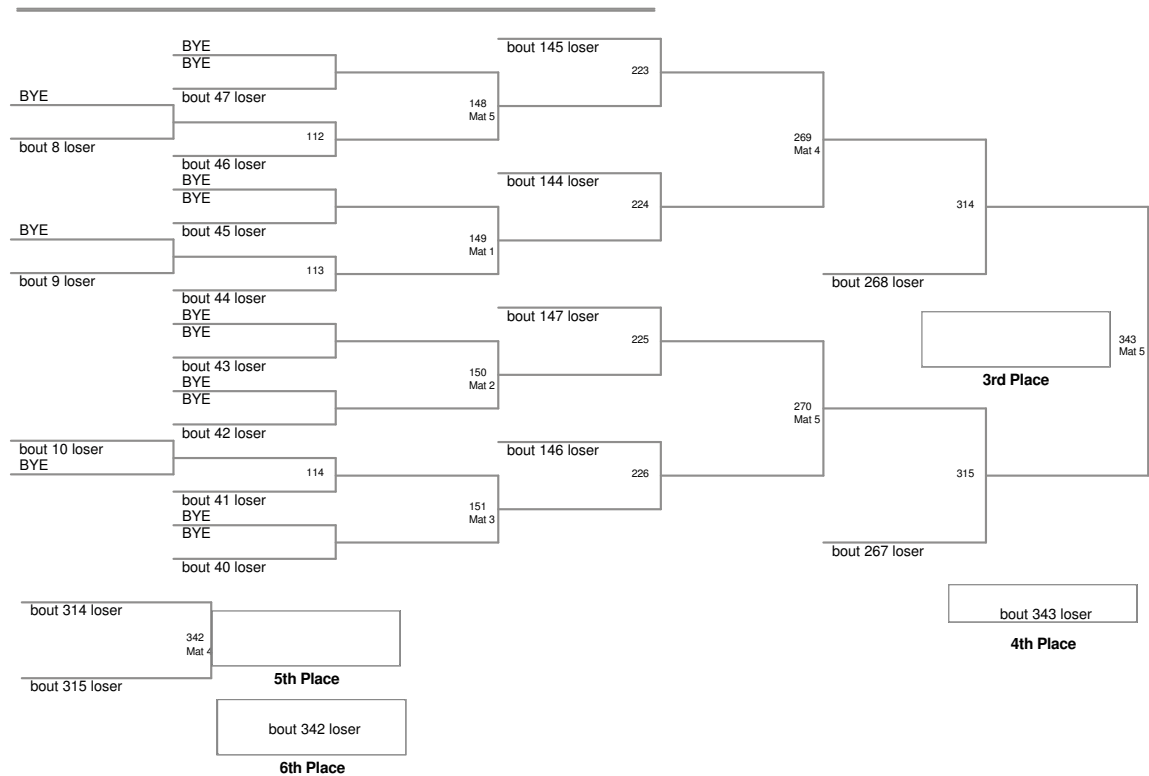 BYE
BYE
bout 47 loser
BYE
bout 8 loser
112
bout 46 loser
148
Mat 5
bout 145 loser
223
BYE
BYE
bout 45 loser
BYE
bout 9 loser
113
bout 44 loser
149
Mat 1
bout 144 loser
224
269
Mat 4
314
bout 268 loser
BYE
BYE
bout 43 loser
BYE
BYE
bout 42 loser
150
Mat 2
bout 147 loser
225
bout 10 loser
BYE
114
bout 41 loser
BYE
BYE
bout 40 loser
151
Mat 3
bout 146 loser
226
270
Mat 5
315
bout 267 loser
343
Mat 5
3rd Place
bout 343 loser
4th Place
bout 314 loser
342
Mat 4
bout 315 loser
5th Place
bout 342 loser
6th Place